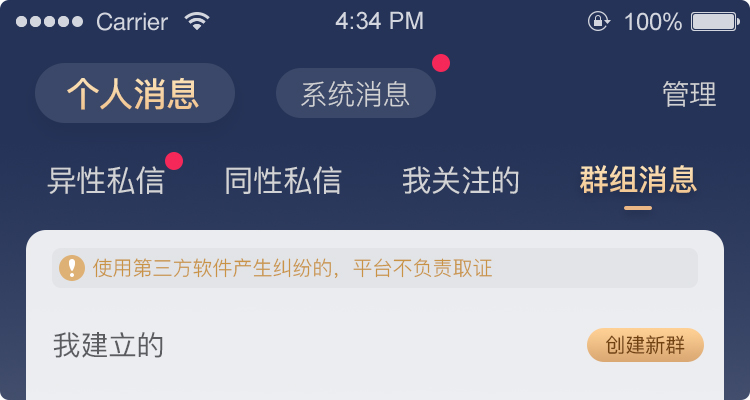 Carrier 4:34 PM 100%
个人消息 系统消息 管理
异性私信 同性私信 我关注的 群组消息
使用第三方软件产生纠纷的，平台不负责取证
我建立的 创建新群